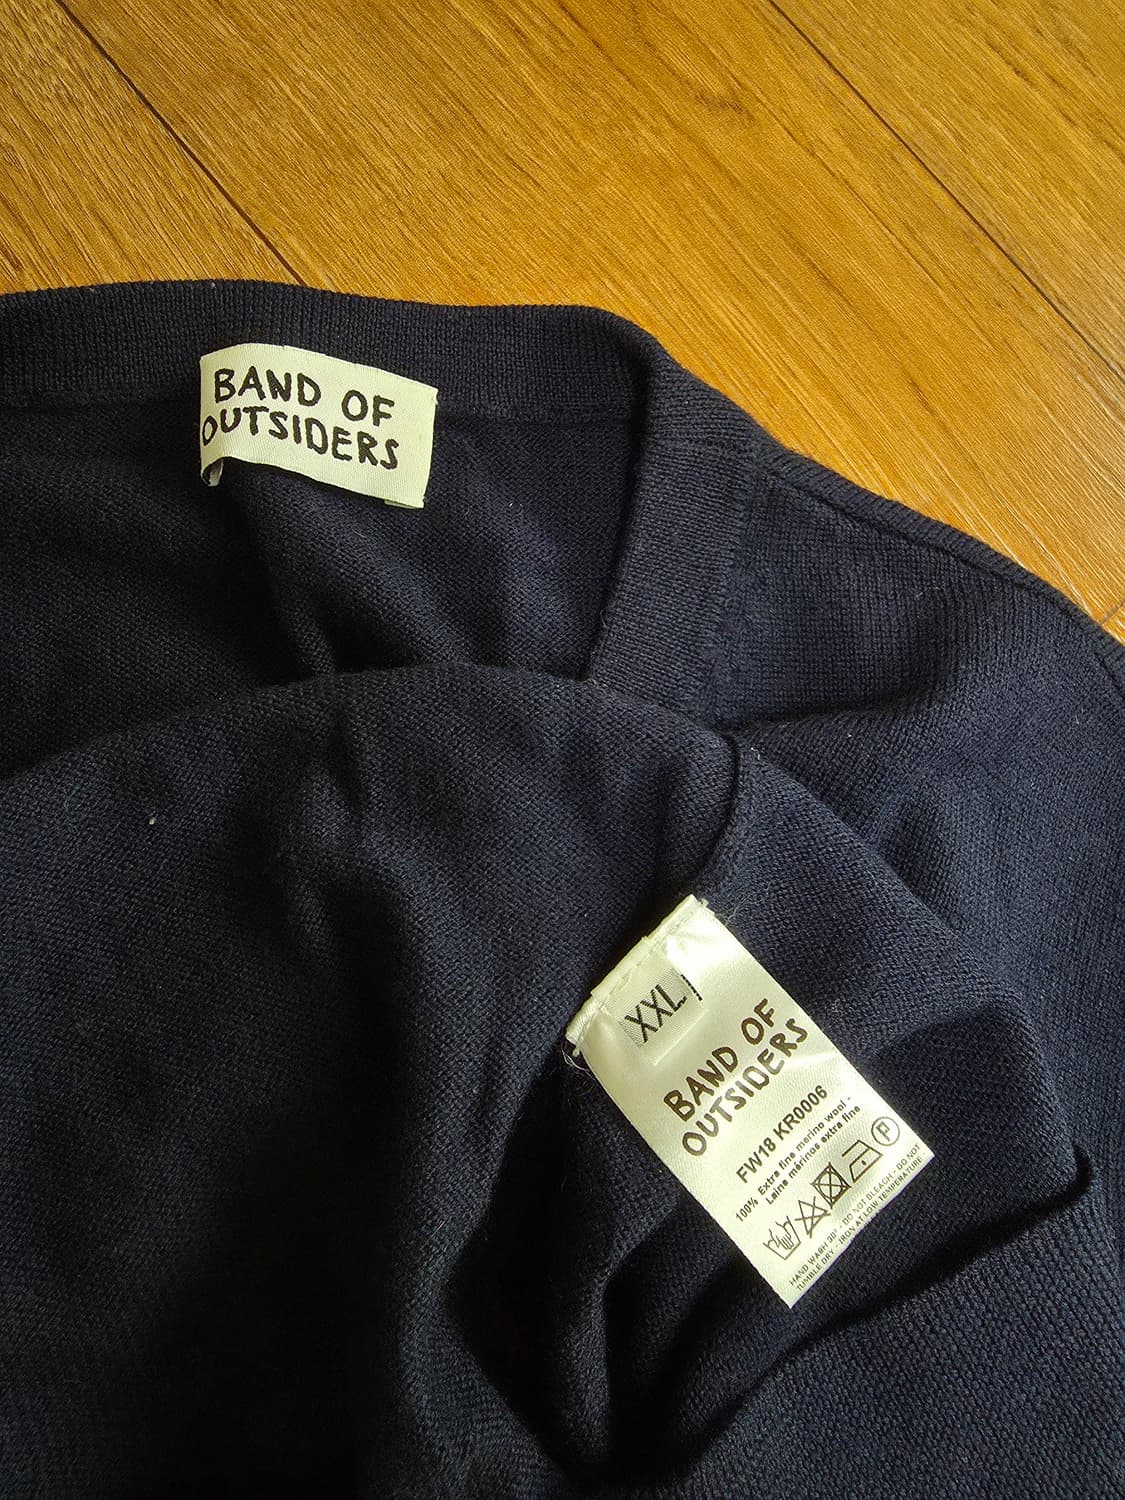 BAND OF
OUTSIDERS
XXL
BAND OF
OUTSIDERS
FW18 KR0006
100% Extra fine merino wool -
Laine mérinos extra fine
P
HAND WASH 30° - DO NOT BLEACH - DO NOT
TUMBLE DRY - IRON AT LOW TEMPERATURE